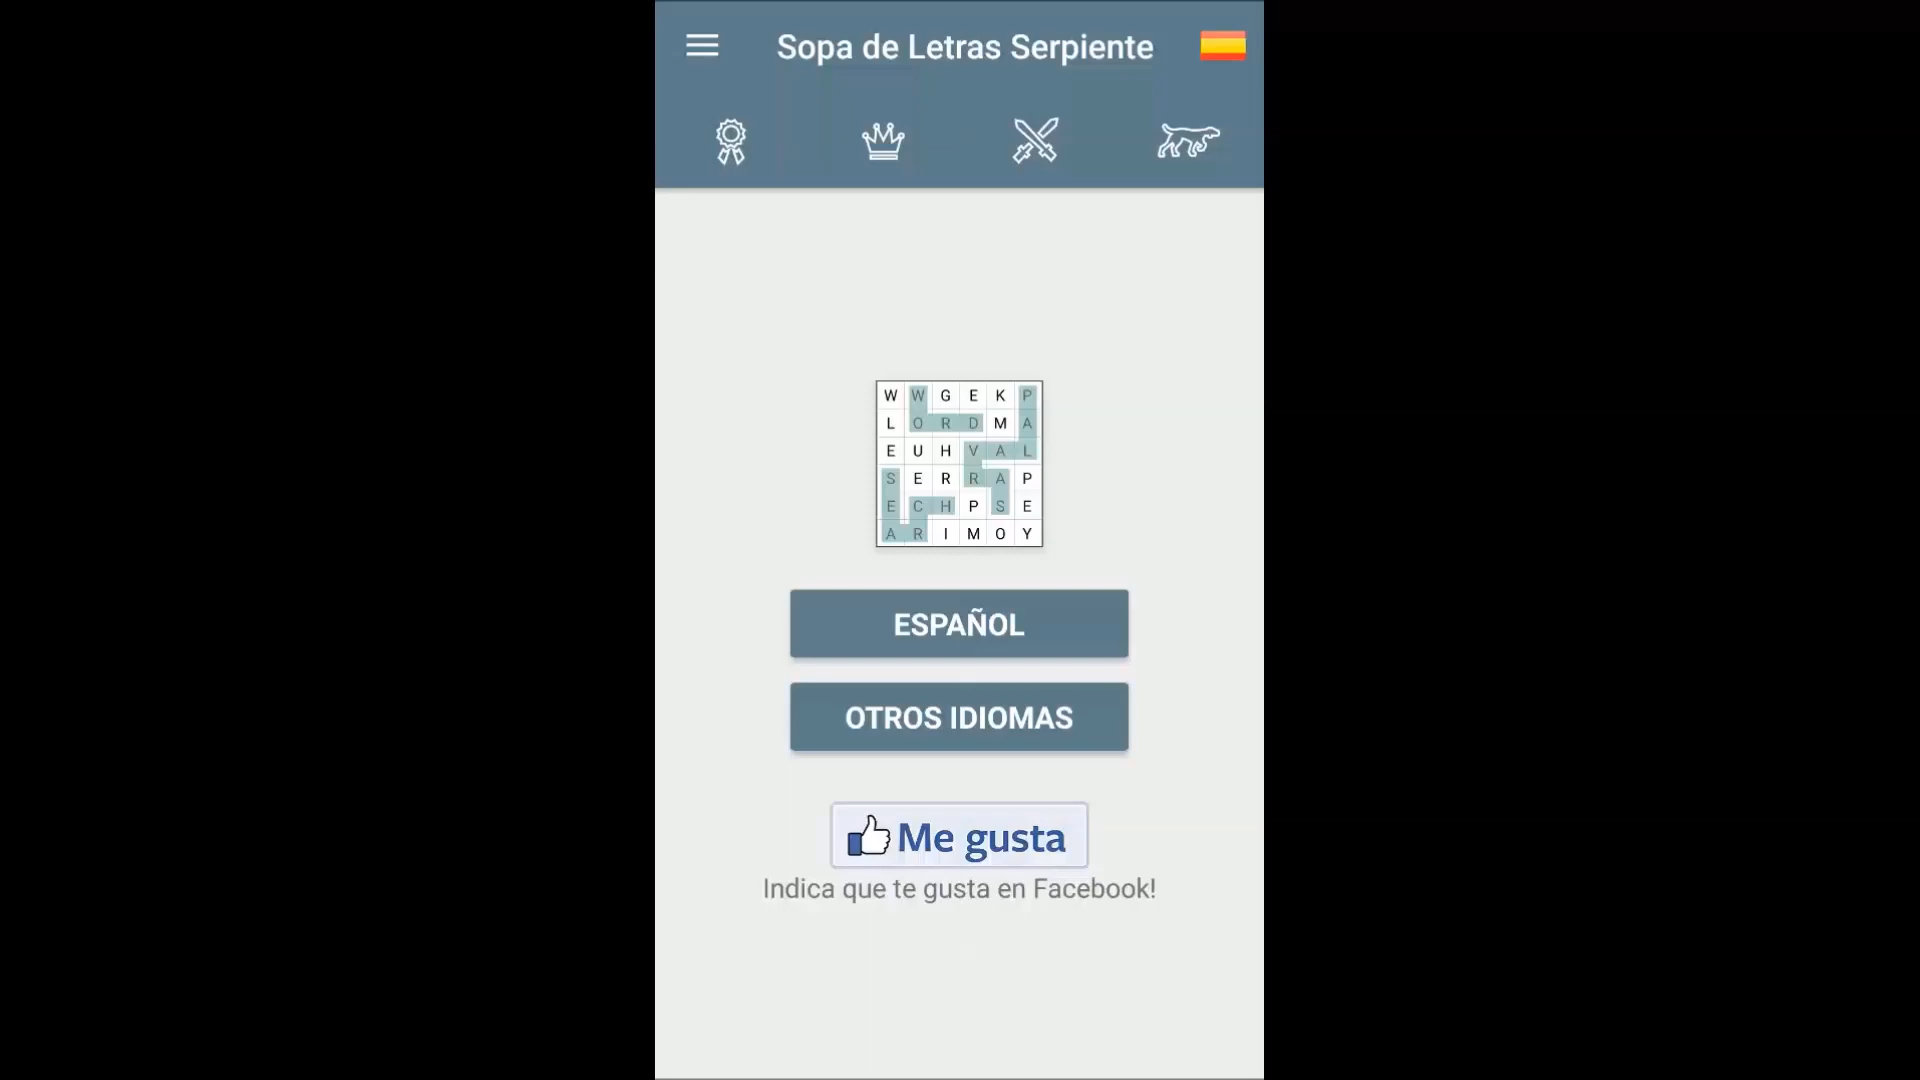 Sopa de Letras Serpiente
W W G E K P
L O R D M A
E U H V A L
S E R R A P
E C H P S E
A R I M O Y
ESPAÑOL
OTROS IDIOMAS
Me gusta
Indica que te gusta en Facebook!